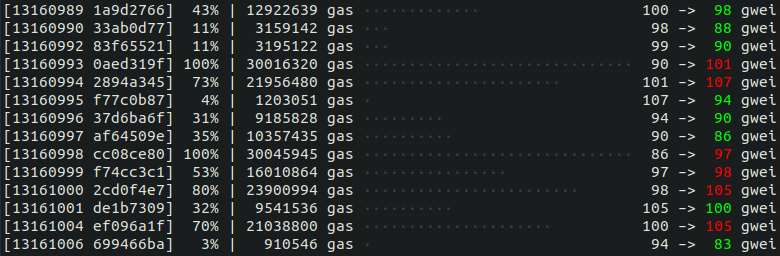 [13160989 1a9d2766]  43% | 12922639 gas ············· 100 -> 98 gwei
[13160990 33ab0d77]  11% |  3159142 gas ··· 98 -> 88 gwei
[13160992 83f65521]  11% |  3195122 gas ··· 99 -> 90 gwei
[13160993 0aed319f] 100% | 30016320 gas ······························ 90 -> 101 gwei
[13160994 2894a345]  73% | 21956480 gas ······················ 101 -> 107 gwei
[13160995 f77c0b87]   4% |  1203051 gas · 107 -> 94 gwei
[13160996 37d6ba6f]  31% |  9185828 gas ········· 94 -> 90 gwei
[13160997 af64509e]  35% | 10357435 gas ·········· 90 -> 86 gwei
[13160998 cc08ce80] 100% | 30045945 gas ······························ 86 -> 97 gwei
[13160999 f74cc3c1]  53% | 16010864 gas ················ 97 -> 98 gwei
[13161000 2cd0f4e7]  80% | 23900994 gas ························ 98 -> 105 gwei
[13161001 de1b7309]  32% |  9541536 gas ·········· 105 -> 100 gwei
[13161004 ef096a1f]  70% | 21038800 gas ····················· 100 -> 105 gwei
[13161006 699466ba]   3% |   910546 gas · 94 -> 83 gwei